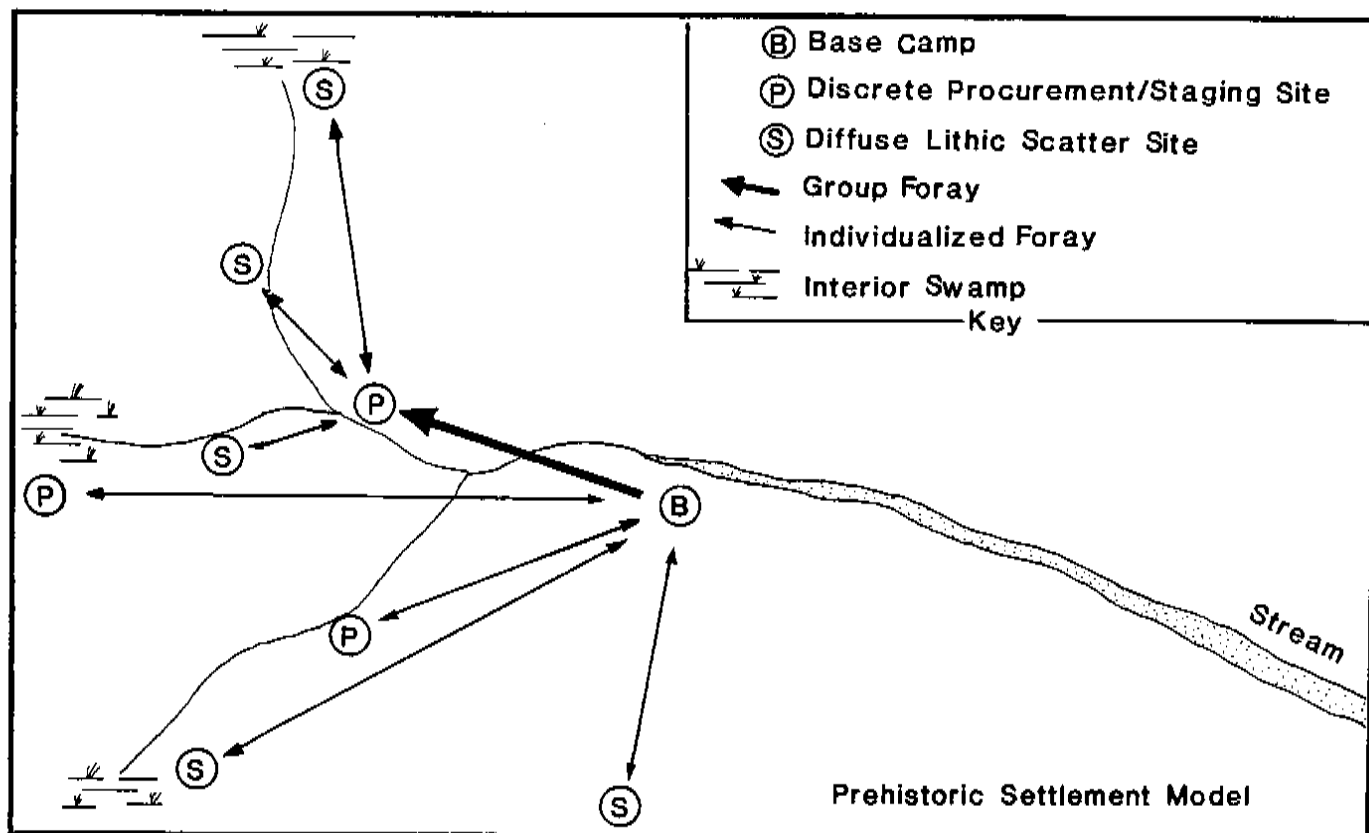 B Base Camp
P Discrete Procurement/Staging Site
S Diffuse Lithic Scatter Site
Group Foray
Individualized Foray
Interior Swamp
Key
S
S
P
S
P
B
P
S
S
Stream
Prehistoric Settlement Model